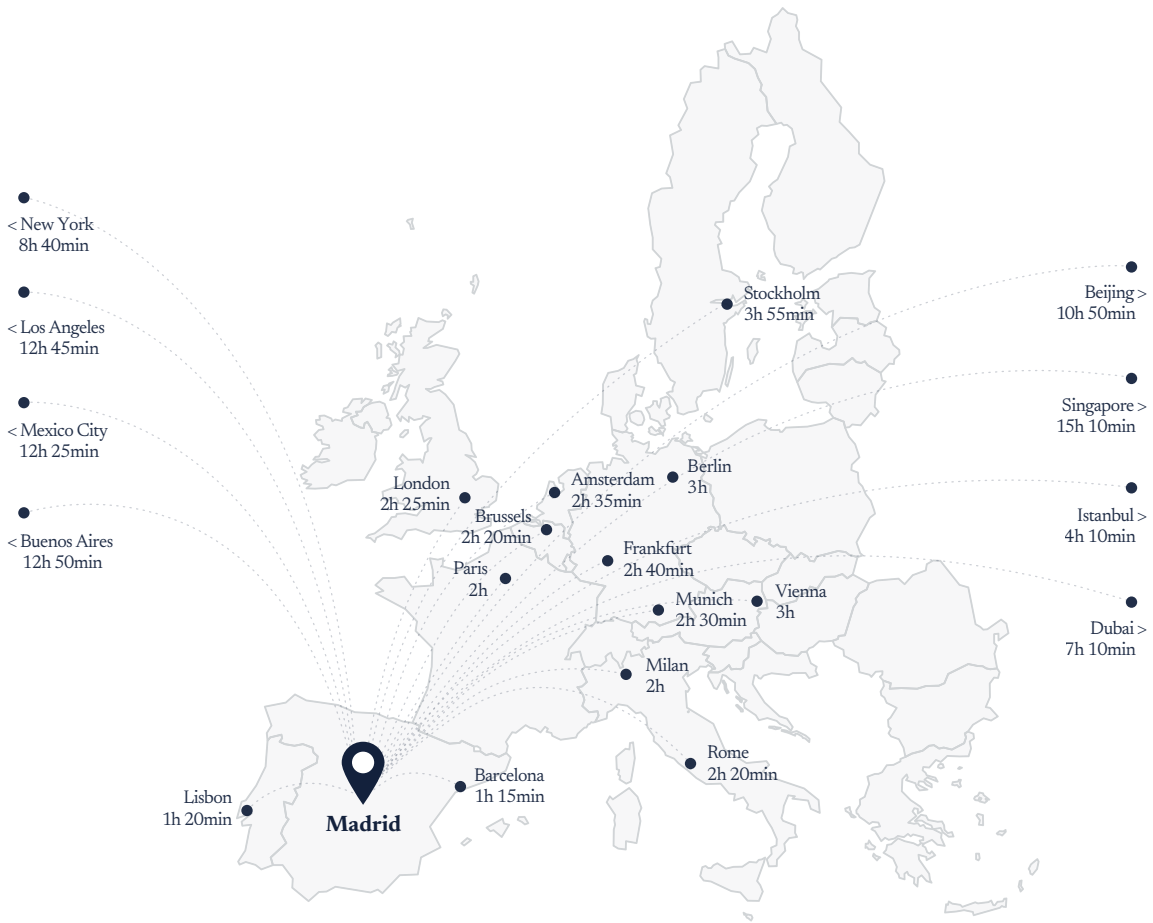 < New York
8h 40min
< Los Angeles
12h 45min
< Mexico City
12h 25min
< Buenos Aires
12h 50min
Stockholm
3h 55min
Beijing >
10h 50min
Singapore >
15h 10min
Istanbul >
4h 10min
Dubai >
7h 10min
Berlin
3h
Amsterdam
2h 35min
London
2h 25min
Brussels
2h 20min
Frankfurt
2h 40min
Paris
2h
Munich
2h 30min
Vienna
3h
Milan
2h
Rome
2h 20min
Barcelona
1h 15min
Lisbon
1h 20min
Madrid